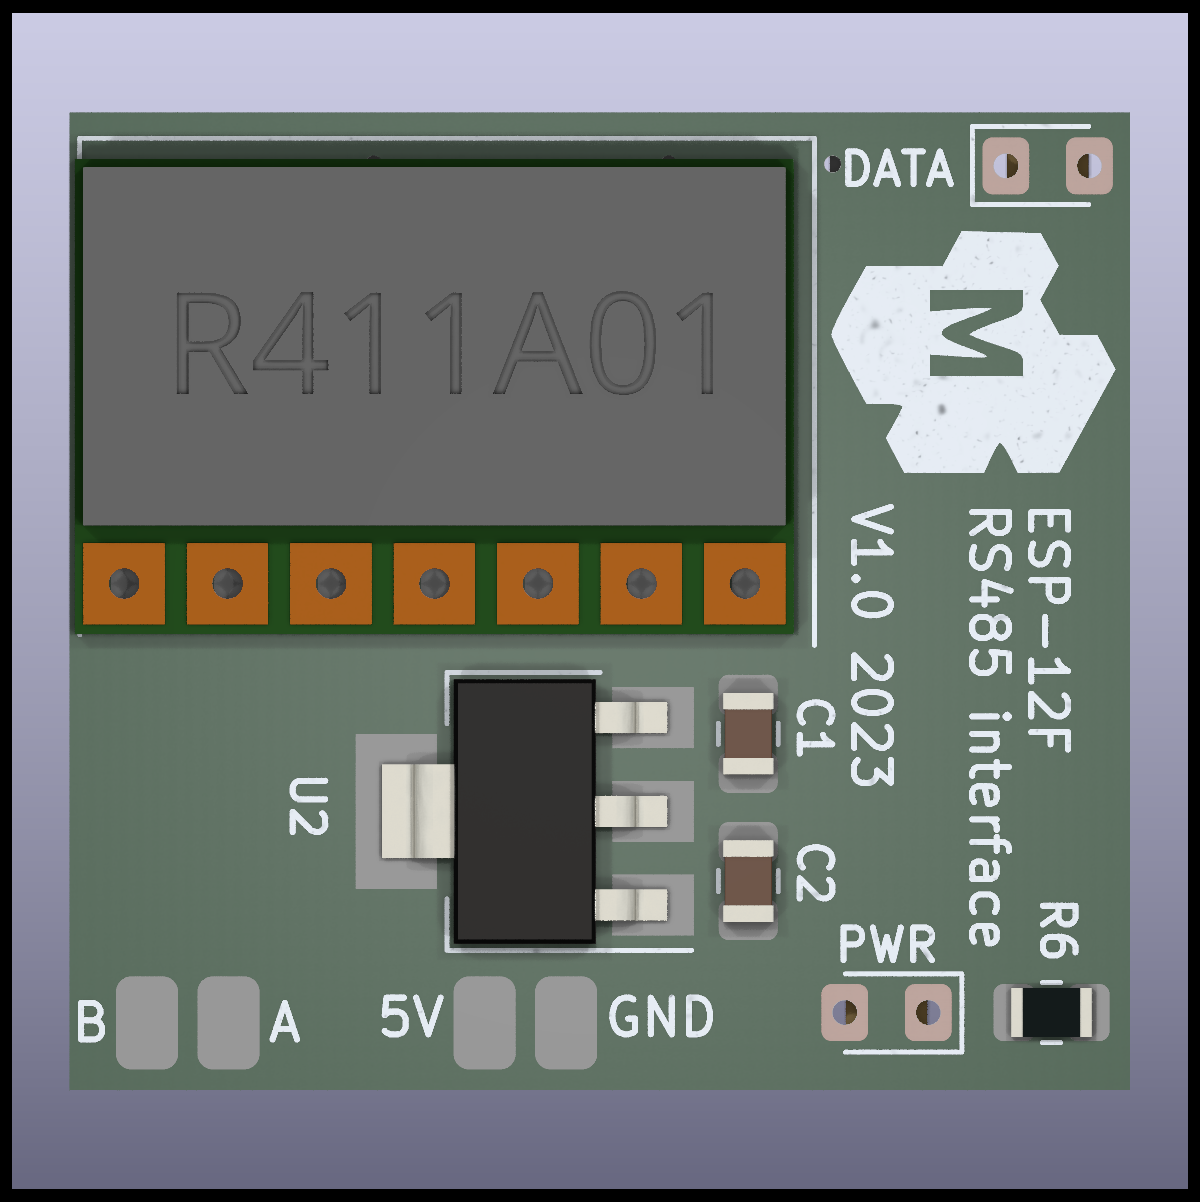 DATA
R411A01
M
ESP-12F
RS485 interface
V1.0 2023
C1
U2
C2
R6
PWR
B
A
5V
GND